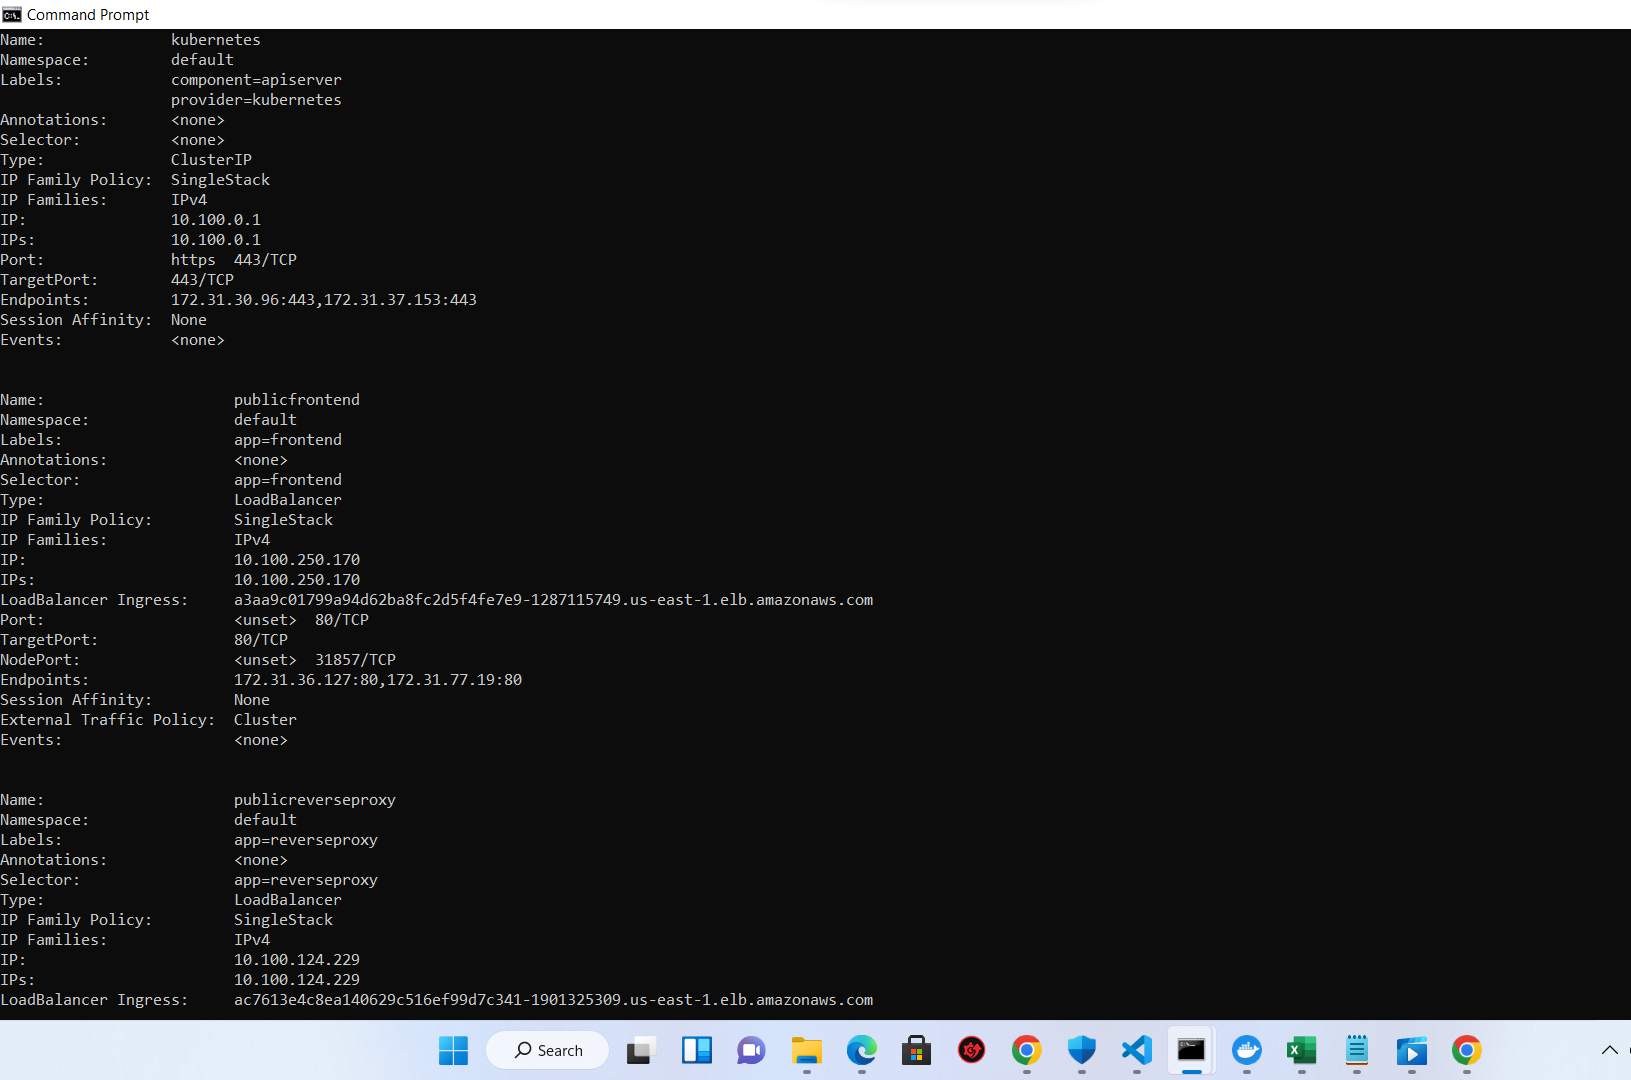 Command Prompt
Name: kubernetes
Namespace: default
Labels: component=apiserver
provider=kubernetes
Annotations: <none>
Selector: <none>
Type: ClusterIP
IP Family Policy: SingleStack
IP Families: IPv4
IP: 10.100.0.1
IPs: 10.100.0.1
Port: https 443/TCP
TargetPort: 443/TCP
Endpoints: 172.31.30.96:443,172.31.37.153:443
Session Affinity: None
Events: <none>
Name: publicfrontend
Namespace: default
Labels: app=frontend
Annotations: <none>
Selector: app=frontend
Type: LoadBalancer
IP Family Policy: SingleStack
IP Families: IPv4
IP: 10.100.250.170
IPs: 10.100.250.170
LoadBalancer Ingress: a3aa9c01799a94d62ba8fc2d5f4fe7e9-1287115749.us-east-1.elb.amazonaws.com
Port: <unset> 80/TCP
TargetPort: 80/TCP
NodePort: <unset> 31857/TCP
Endpoints: 172.31.36.127:80,172.31.77.19:80
Session Affinity: None
External Traffic Policy: Cluster
Events: <none>
Name: publicreverseproxy
Namespace: default
Labels: app=reverseproxy
Annotations: <none>
Selector: app=reverseproxy
Type: LoadBalancer
IP Family Policy: SingleStack
IP Families: IPv4
IP: 10.100.124.229
IPs: 10.100.124.229
LoadBalancer Ingress: ac7613e4c8ea140629c516ef99d7c341-1901325309.us-east-1.elb.amazonaws.com
Search